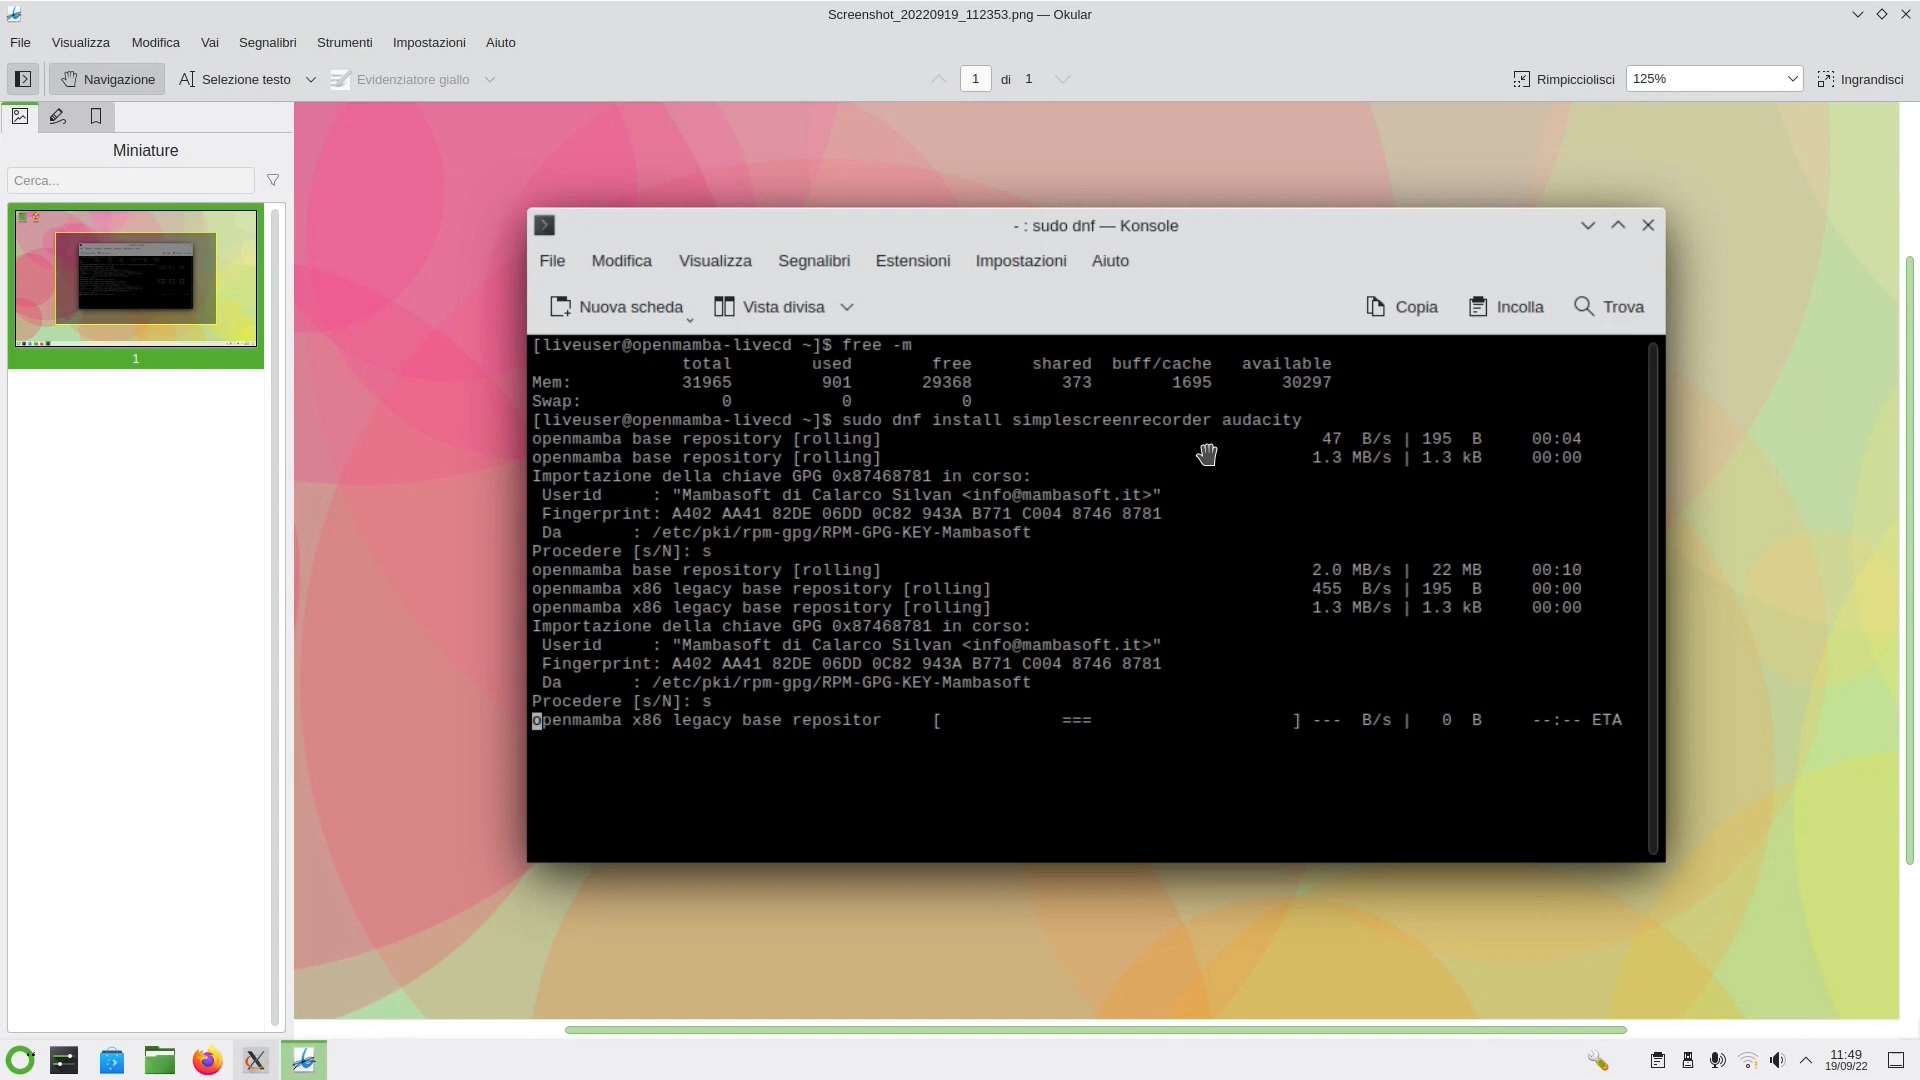 Screenshot_20220919_112353.png — Okular
File Visualizza Modifica Vai Segnalibri Strumenti Impostazioni Aiuto
Navigazione Selezione testo Evidenziatore giallo 1 di 1 Rimpicciolisci 125% Ingrandisci
Miniature
Cerca...
1
- : sudo dnf — Konsole
File Modifica Visualizza Segnalibri Estensioni Impostazioni Aiuto
Nuova scheda Vista divisa Copia Incolla Trova
[liveuser@openmamba-livecd ~]$ free -m
total used free shared buff/cache available
Mem: 31965 901 29368 373 1695 30297
Swap: 0 0 0
[liveuser@openmamba-livecd ~]$ sudo dnf install simplescreenrecorder audacity
openmamba base repository [rolling] 47 B/s | 195 B 00:04
openmamba base repository [rolling] 1.3 MB/s | 1.3 kB 00:00
Importazione della chiave GPG 0x87468781 in corso:
Userid : "Mambasoft di Calarco Silvan <info@mambasoft.it>"
Fingerprint: A402 AA41 82DE 06DD 0C82 943A B771 C004 8746 8781
Da : /etc/pki/rpm-gpg/RPM-GPG-KEY-Mambasoft
Procedere [s/N]: s
openmamba base repository [rolling] 2.0 MB/s | 22 MB 00:10
openmamba x86 legacy base repository [rolling] 455 B/s | 195 B 00:00
openmamba x86 legacy base repository [rolling] 1.3 MB/s | 1.3 kB 00:00
Importazione della chiave GPG 0x87468781 in corso:
Userid : "Mambasoft di Calarco Silvan <info@mambasoft.it>"
Fingerprint: A402 AA41 82DE 06DD 0C82 943A B771 C004 8746 8781
Da : /etc/pki/rpm-gpg/RPM-GPG-KEY-Mambasoft
Procedere [s/N]: s
openmamba x86 legacy base repositor [ === ] --- B/s | 0 B --:-- ETA
11:49
19/09/22